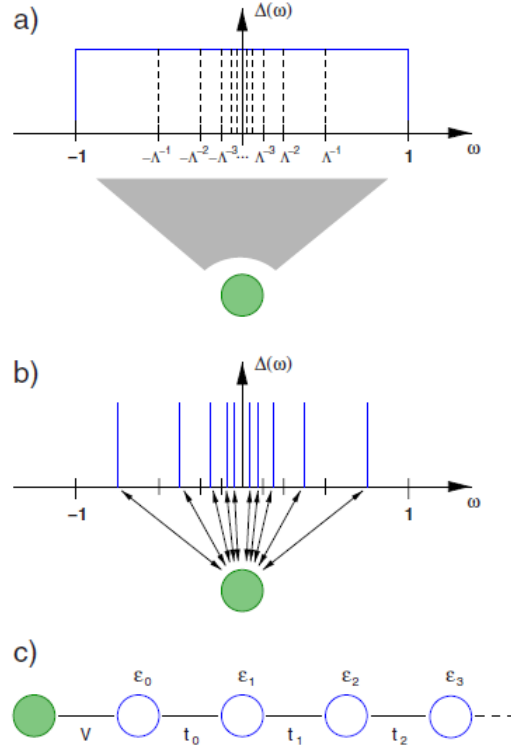 a)
Δ(ω)
-1 -Λ⁻¹ -Λ⁻² -Λ⁻³ ... Λ⁻³ Λ⁻² Λ⁻¹ 1 ω
b)
Δ(ω)
-1 1 ω
c)
ε₀ ε₁ ε₂ ε₃
V t₀ t₁ t₂